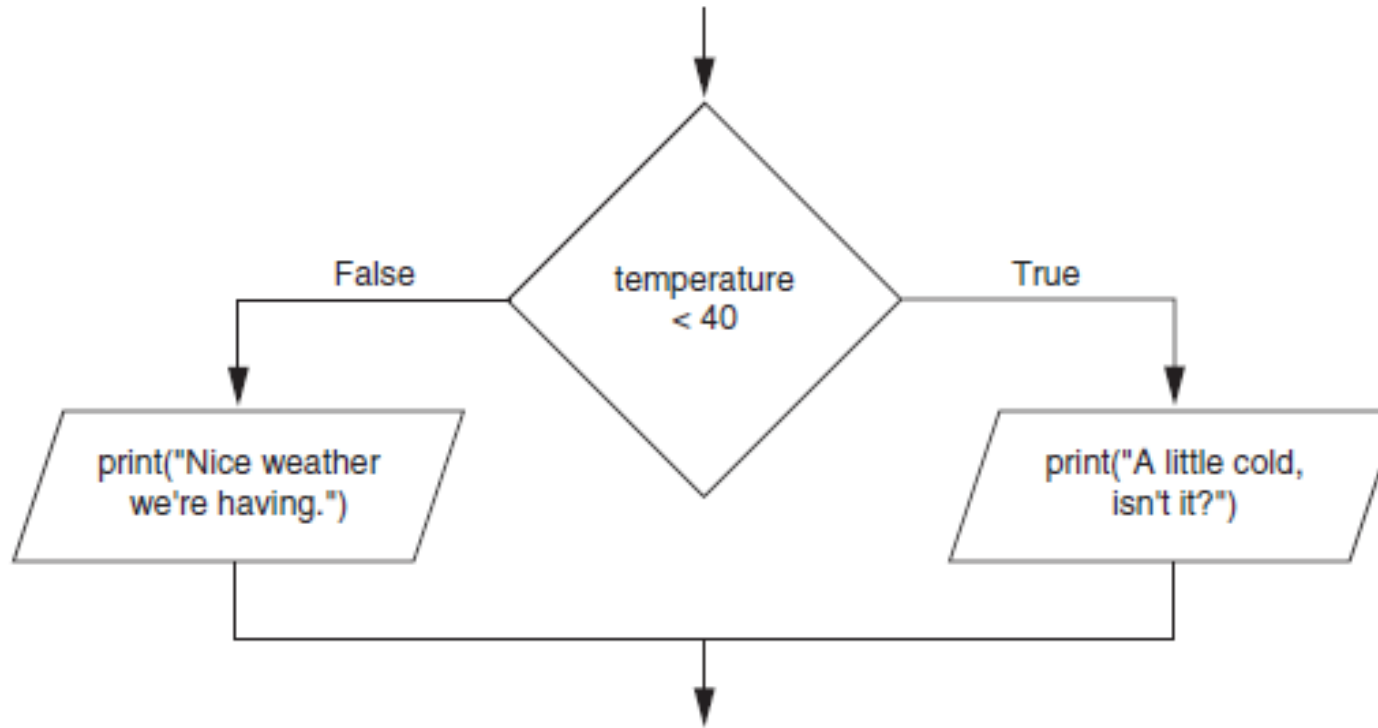 False
temperature
< 40
True
print("Nice weather
we're having.")
print("A little cold,
isn't it?")